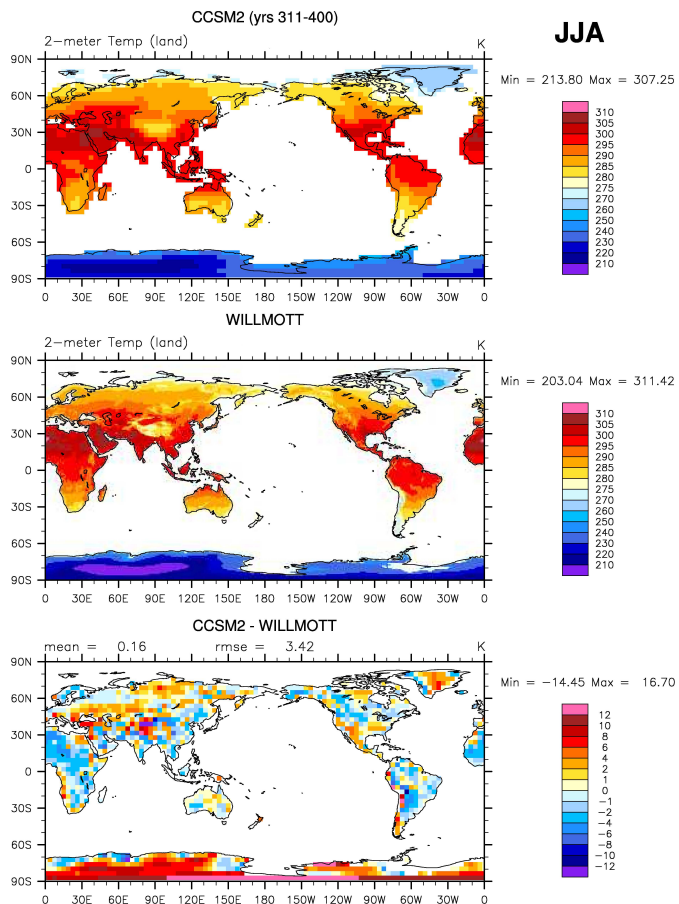 CCSM2 (yrs 311-400)
JJA
2-meter Temp (land) K
Min = 213.80 Max = 307.25
90N
60N
30N
0
30S
60S
90S
0 30E 60E 90E 120E 150E 180 150W 120W 90W 60W 30W 0
310
305
300
295
290
285
280
275
270
260
250
240
230
220
210
WILLMOTT
2-meter Temp (land) K
Min = 203.04 Max = 311.42
90N
60N
30N
0
30S
60S
90S
0 30E 60E 90E 120E 150E 180 150W 120W 90W 60W 30W 0
310
305
300
295
290
285
280
275
270
260
250
240
230
220
210
CCSM2 - WILLMOTT
mean = 0.16 rmse = 3.42 K
Min = -14.45 Max = 16.70
90N
60N
30N
0
30S
60S
90S
0 30E 60E 90E 120E 150E 180 150W 120W 90W 60W 30W 0
12
10
8
6
4
2
1
0
-1
-2
-4
-6
-8
-10
-12